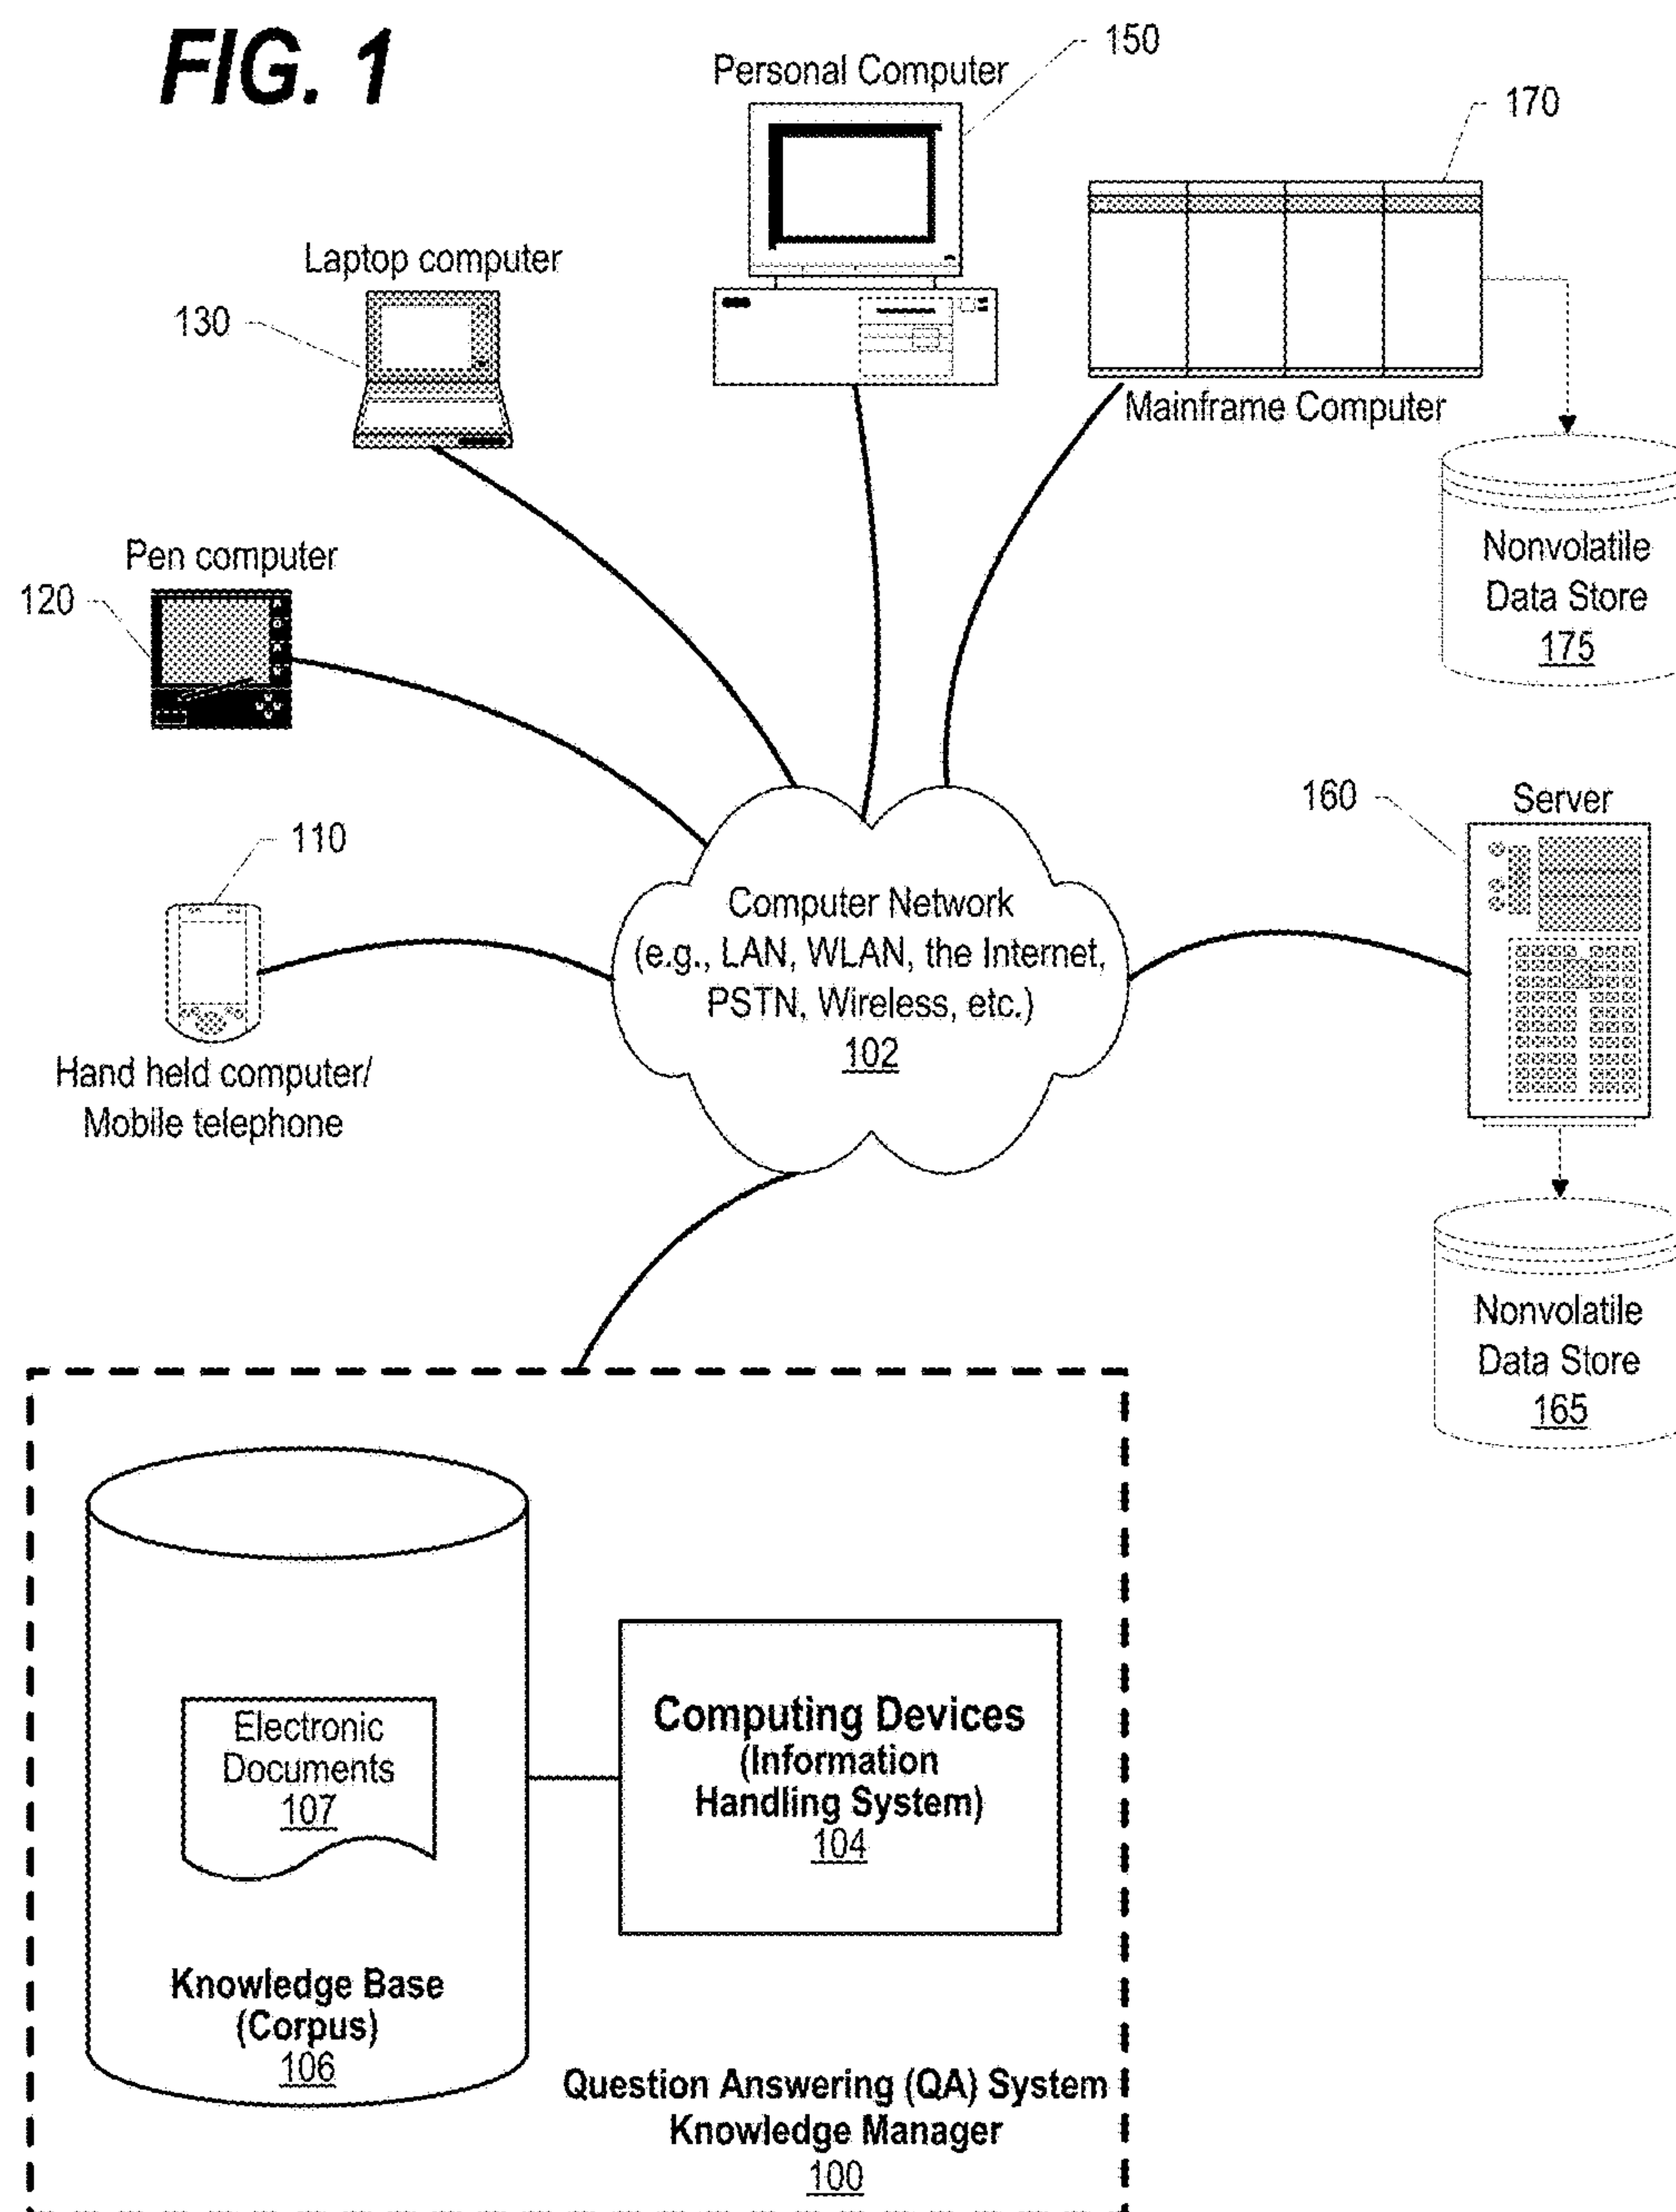 FIG. 1
150
Personal Computer
170
Laptop computer
130
Mainframe Computer
Nonvolatile
Data Store
175
Pen computer
120
160
Server
110
Computer Network
(e.g., LAN, WLAN, the Internet,
PSTN, Wireless, etc.)
102
Hand held computer/
Mobile telephone
Nonvolatile
Data Store
165
Electronic
Documents
107
Computing Devices
(Information
Handling System)
104
Knowledge Base
(Corpus)
106
Question Answering (QA) System
Knowledge Manager
100